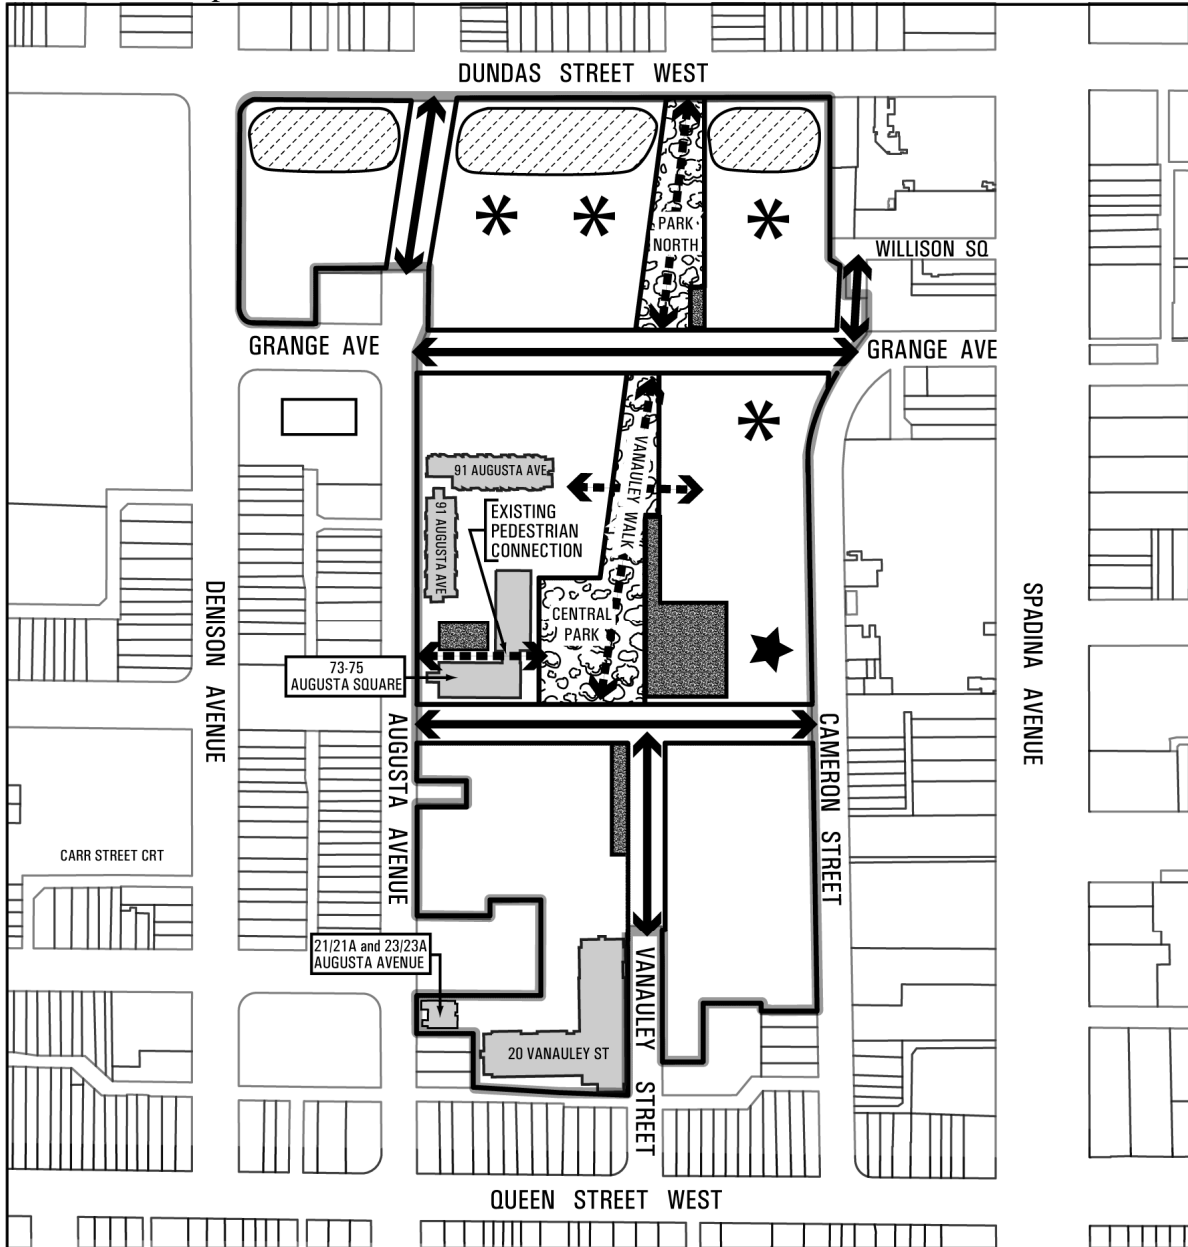 DUNDAS STREET WEST
PARK
NORTH
WILLISON SQ
GRANGE AVE
GRANGE AVE
VANAULEY WALK
91 AUGUSTA AVE
91 AUGUSTA AVE
EXISTING
PEDESTRIAN
CONNECTION
CENTRAL
PARK
DENISON AVENUE
SPADINA AVENUE
73-75
AUGUSTA SQUARE
AUGUSTA AVENUE
CAMERON STREET
CARR STREET CRT
21/21A and 23/23A
AUGUSTA AVENUE
VANAULEY STREET
20 VANAULEY ST
QUEEN STREET WEST